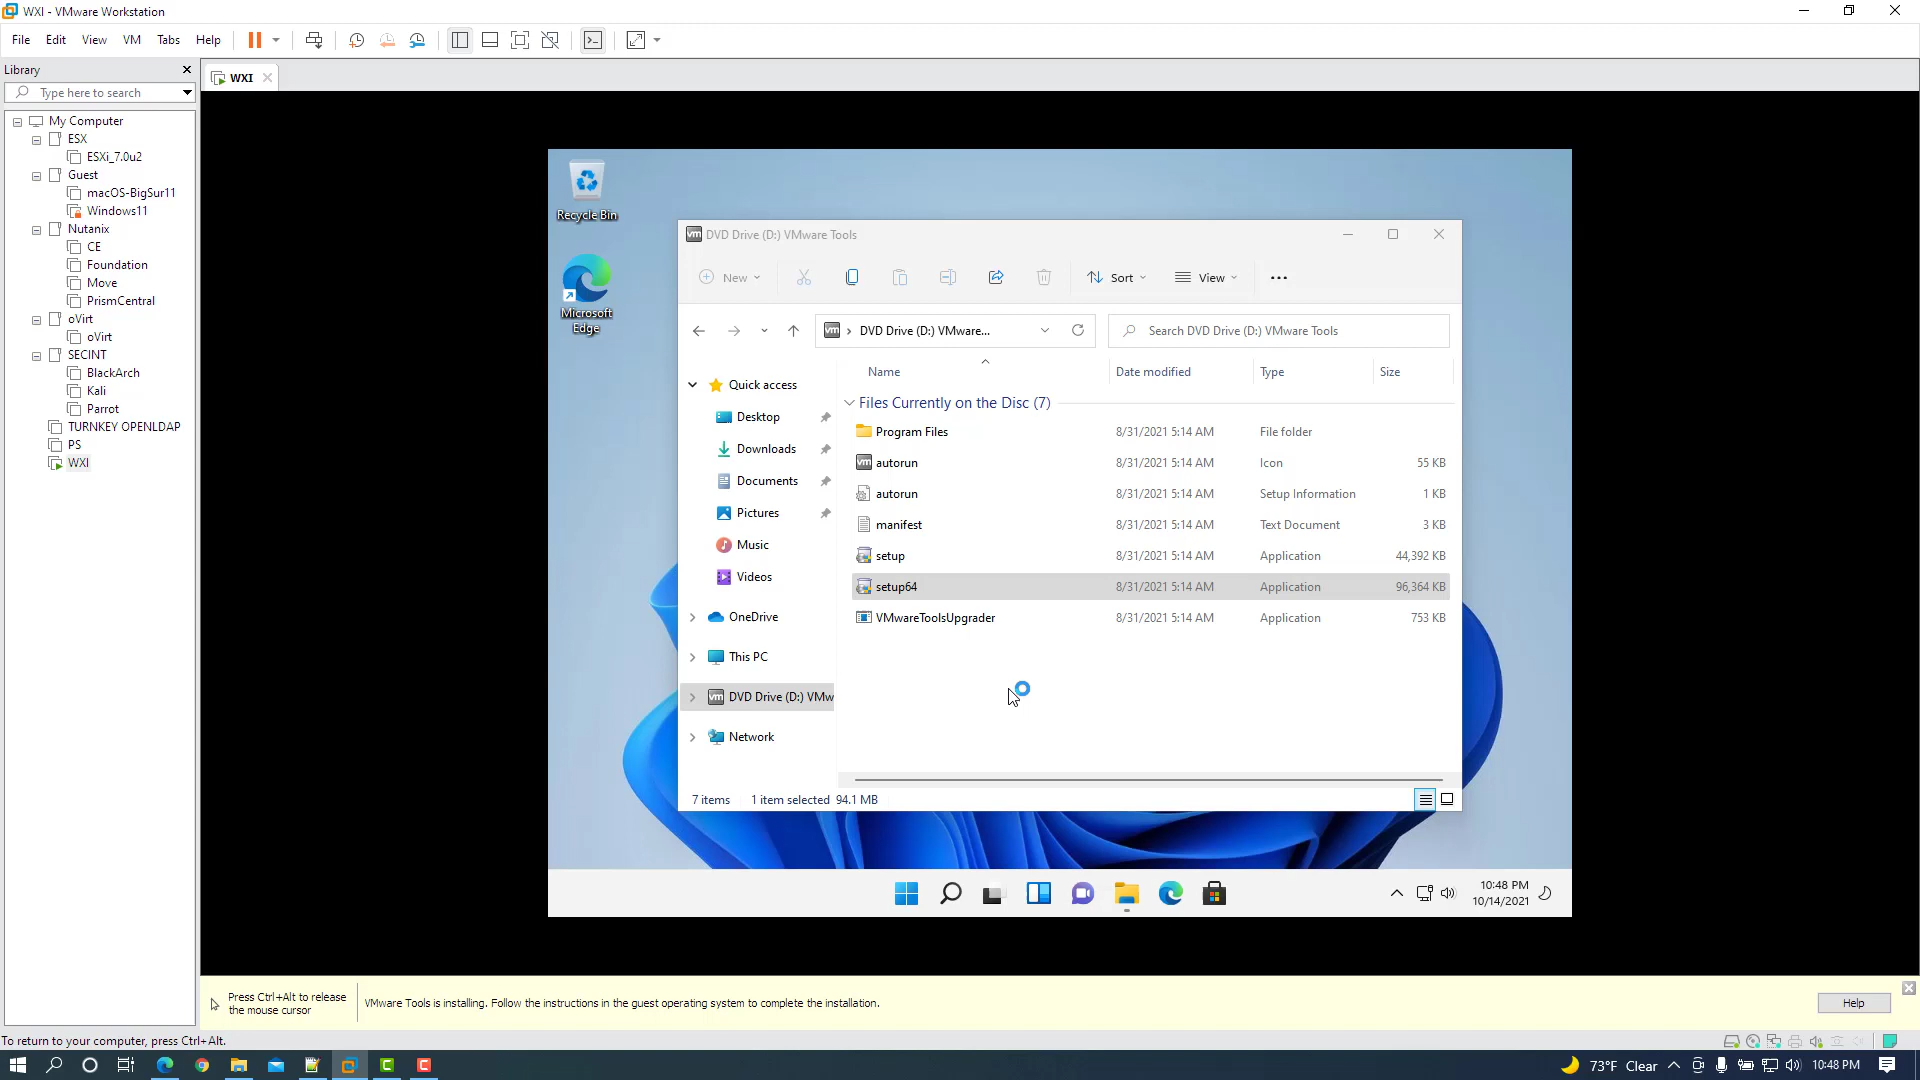 WXI - VMware Workstation
File Edit View VM Tabs Help
Library
Type here to search
My Computer
ESX
ESXi_7.0u2
Guest
macOS-BigSur11
Windows11
Nutanix
CE
Foundation
Move
PrismCentral
oVirt
oVirt
SECINT
BlackArch
Kali
Parrot
TURNKEY OPENLDAP
PS
WXI
WXI
Recycle Bin
Microsoft
Edge
vm DVD Drive (D:) VMware Tools
New Sort View
vm DVD Drive (D:) VMware... Search DVD Drive (D:) VMware Tools
Quick access
Desktop
Downloads
Documents
Pictures
Music
Videos
OneDrive
This PC
vm DVD Drive (D:) VMw
Network
Name Date modified Type Size
Files Currently on the Disc (7)
Program Files 8/31/2021 5:14 AM File folder
vm autorun 8/31/2021 5:14 AM Icon 55 KB
autorun 8/31/2021 5:14 AM Setup Information 1 KB
manifest 8/31/2021 5:14 AM Text Document 3 KB
setup 8/31/2021 5:14 AM Application 44,392 KB
setup64 8/31/2021 5:14 AM Application 96,364 KB
VMwareToolsUpgrader 8/31/2021 5:14 AM Application 753 KB
7 items 1 item selected 94.1 MB
10:48 PM
10/14/2021
Press Ctrl+Alt to release
the mouse cursor
VMware Tools is installing. Follow the instructions in the guest operating system to complete the installation.
Help
To return to your computer, press Ctrl+Alt.
73°F Clear 10:48 PM